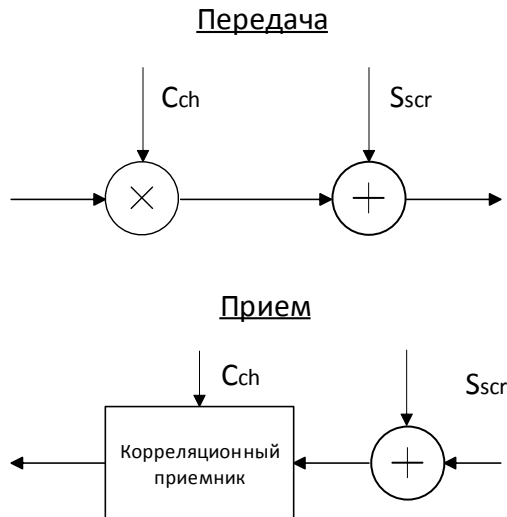 Передача
Cch
Sscr
Прием
Cch
Sscr
Корреляционный
приемник